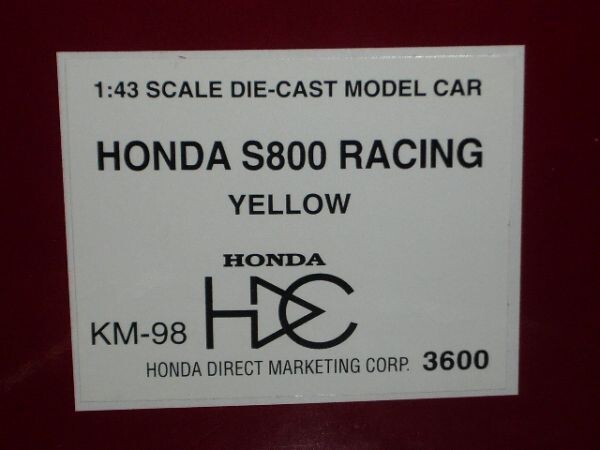 1:43 SCALE DIE-CAST MODEL CAR
HONDA S800 RACING
YELLOW
HONDA
HDC
KM-98
HONDA DIRECT MARKETING CORP. 3600